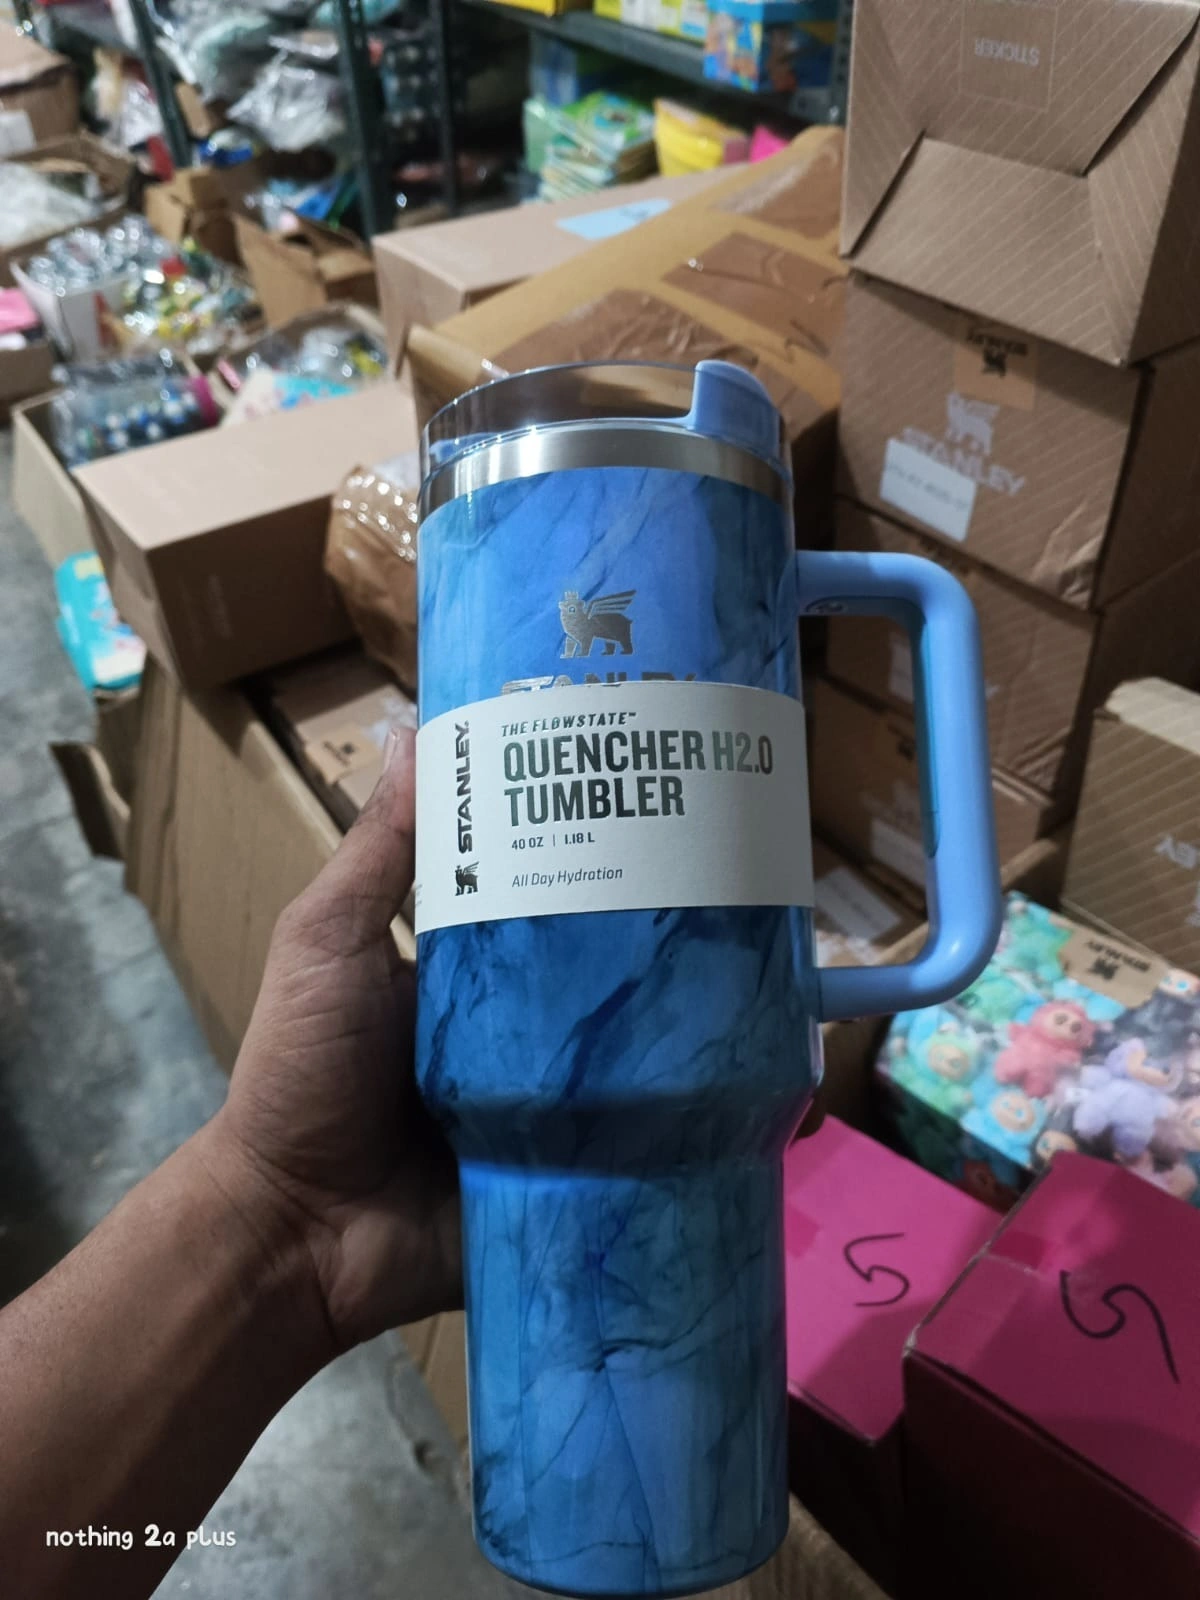 STICKER
STANLEY
STANLEY
STANLEY
THE FLOWSTATE™
QUENCHER H2.0
TUMBLER
40 OZ | 1.18 L
All Day Hydration
5
5
nothing 2a plus